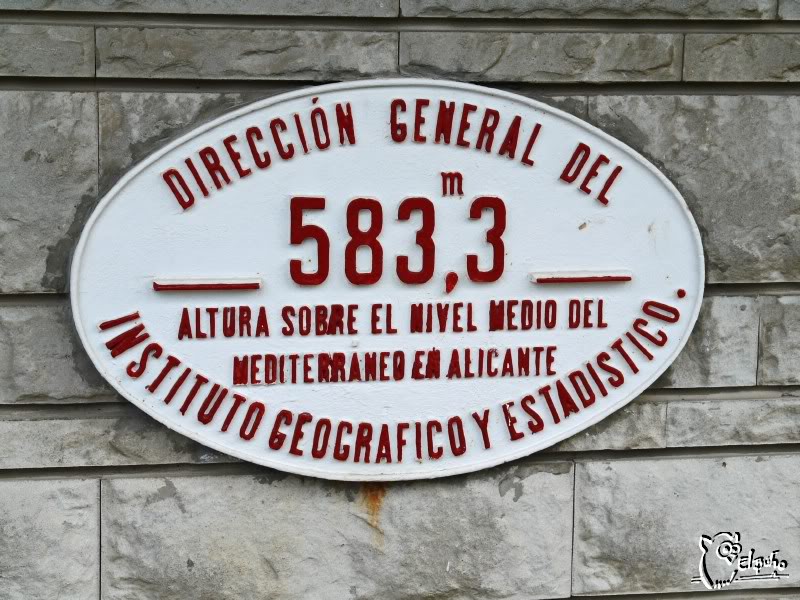 DIRECCIÓN GENERAL DEL
583,3 m
ALTURA SOBRE EL NIVEL MEDIO DEL
MEDITERRANEO EN ALICANTE
INSTITUTO GEOGRAFICO Y ESTADISTICO.